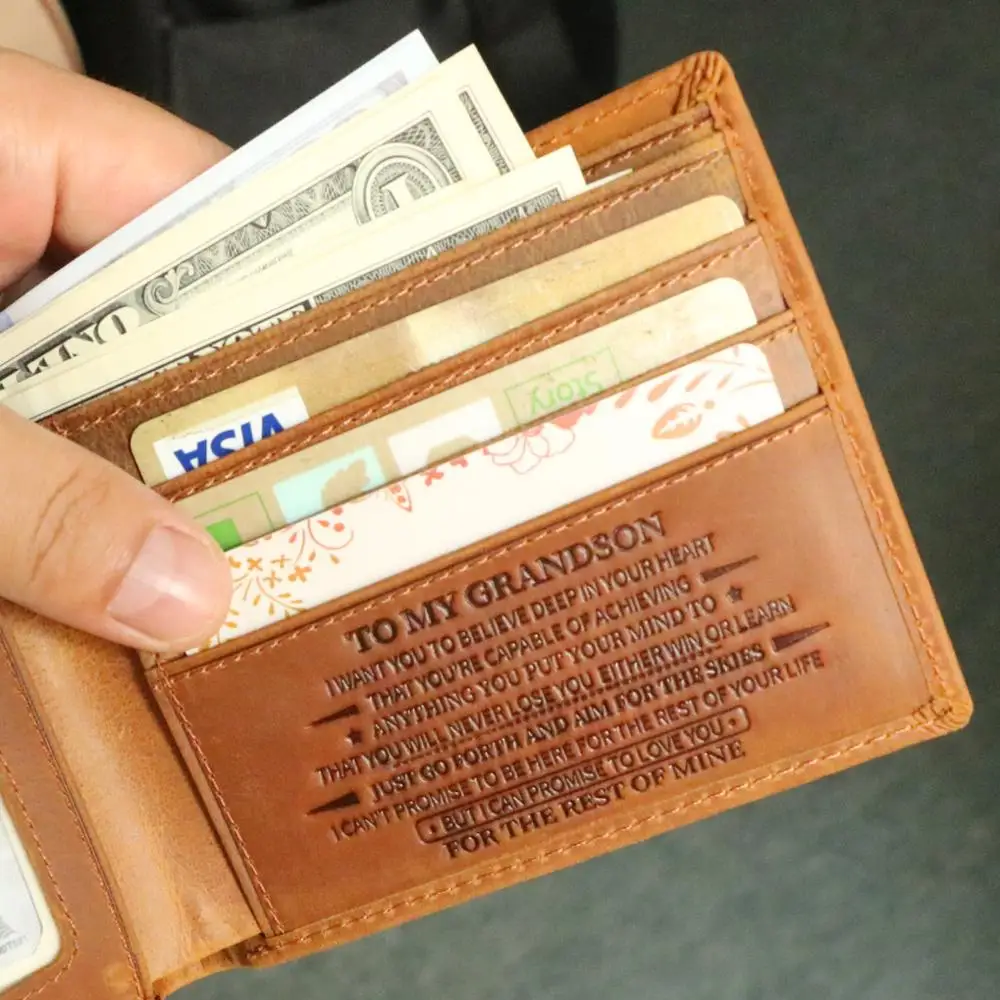 ONE
VISA
Story
TO MY GRANDSON
I WANT YOU TO BELIEVE DEEP IN YOUR HEART
THAT YOU'RE CAPABLE OF ACHIEVING
ANYTHING YOU PUT YOUR MIND TO
THAT YOU WILL NEVER LOSE YOU EITHER WIN OR LEARN
JUST GO FORTH AND AIM FOR THE SKIES
I CAN'T PROMISE TO BE HERE FOR THE REST OF YOUR LIFE
BUT I CAN PROMISE TO LOVE YOU
FOR THE REST OF MINE